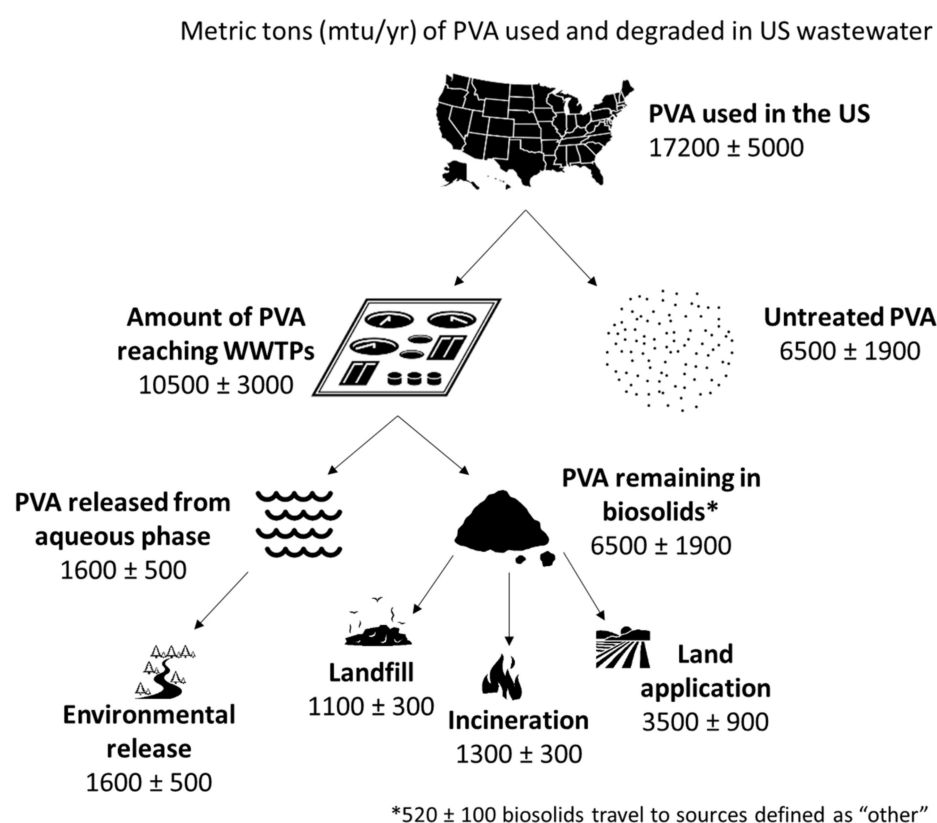 Metric tons (mtu/yr) of PVA used and degraded in US wastewater
PVA used in the US
17200 ± 5000
Amount of PVA
reaching WWTPs
10500 ± 3000
Untreated PVA
6500 ± 1900
PVA released from
aqueous phase
1600 ± 500
PVA remaining in
biosolids*
6500 ± 1900
Environmental
release
1600 ± 500
Landfill
1100 ± 300
Incineration
1300 ± 300
Land
application
3500 ± 900
*520 ± 100 biosolids travel to sources defined as “other”